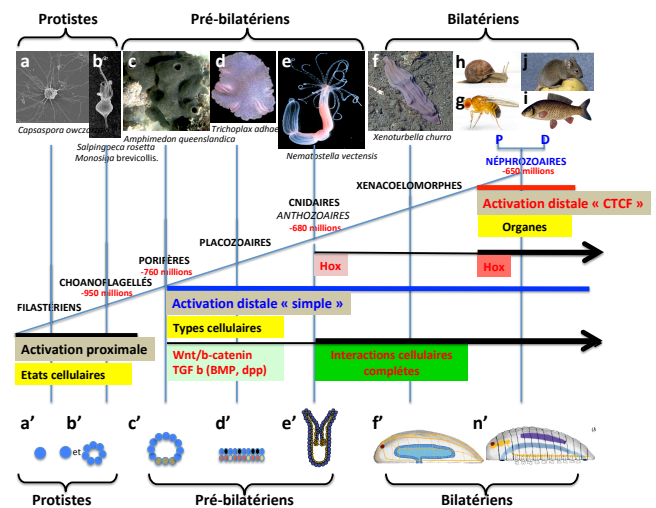 Protistes
Pré-bilatériens
Bilatériens
a
b
c
d
e
f
h
j
g
i
Capsaspora owczarzaki
Amphimedon queenslandica
Trichoplax adhae
Xenoturbella churro
Salpingoeca rosetta
Monosiga brevicollis.
Nematostella vectensis
P D
NÉPHROZOAIRES
-650 millions
XENACOELOMORPHES
Activation distale « CTCF »
CNIDAIRES
ANTHOZOAIRES
-680 millions
Organes
PLACOZOAIRES
PORIFÈRES
-760 millions
Hox
Hox
CHOANOFLAGELLÉS
-950 millions
FILASTÉRIENS
Activation distale « simple »
Types cellulaires
Activation proximale
Etats cellulaires
Wnt/b-catenin
TGF b (BMP, dpp)
Interactions cellulaires
complétes
a’
b’
c’
d’
e’
f’
n’
et
Protistes
Pré-bilatériens
Bilatériens